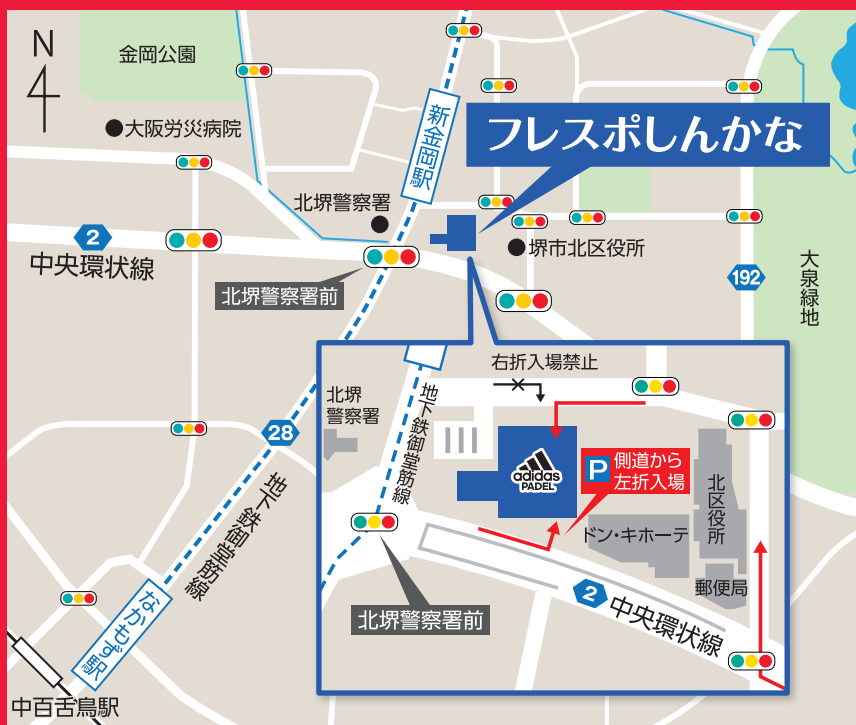 N
金岡公園
大阪労災病院
新金岡駅
フレスポしんかな
北堺警察署
堺市北区役所
2
中央環状線
北堺警察署前
192
大泉緑地
28
地下鉄御堂筋線
なかもず駅
中百舌鳥駅
右折入場禁止
北堺
警察署
地下鉄御堂筋線
adidas
PADEL
P
側道から
左折入場
北区役所
ドン・キホーテ
郵便局
北堺警察署前
2
中央環状線